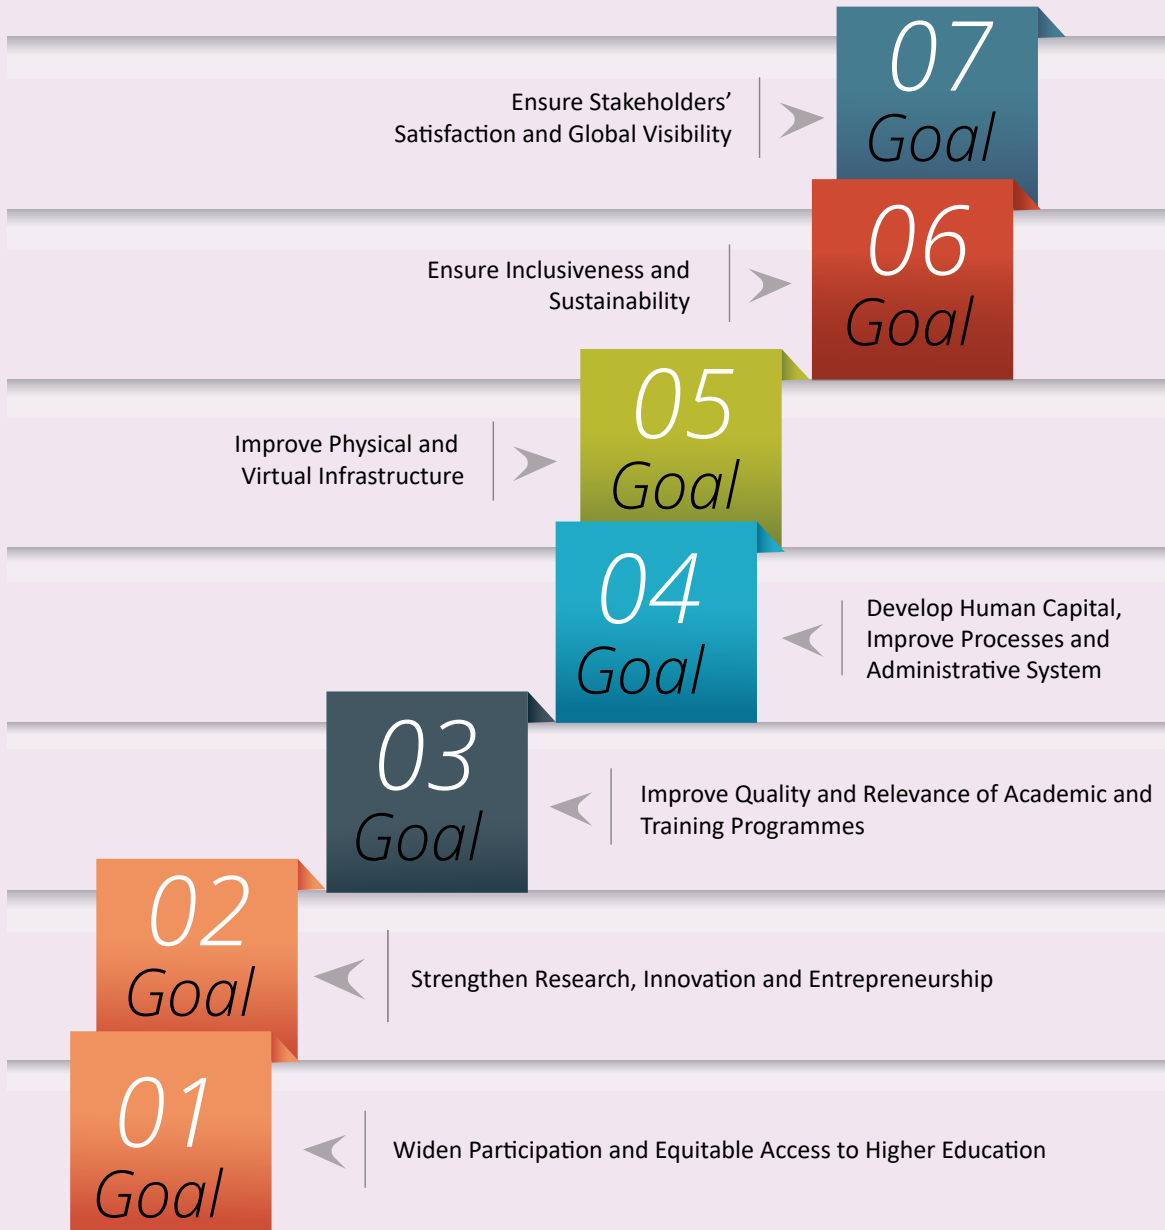 07
Goal
Ensure Stakeholders’
Satisfaction and Global Visibility
06
Goal
Ensure Inclusiveness and
Sustainability
05
Goal
Improve Physical and
Virtual Infrastructure
04
Goal
Develop Human Capital,
Improve Processes and
Administrative System
03
Goal
Improve Quality and Relevance of Academic and
Training Programmes
02
Goal
Strengthen Research, Innovation and Entrepreneurship
01
Goal
Widen Participation and Equitable Access to Higher Education